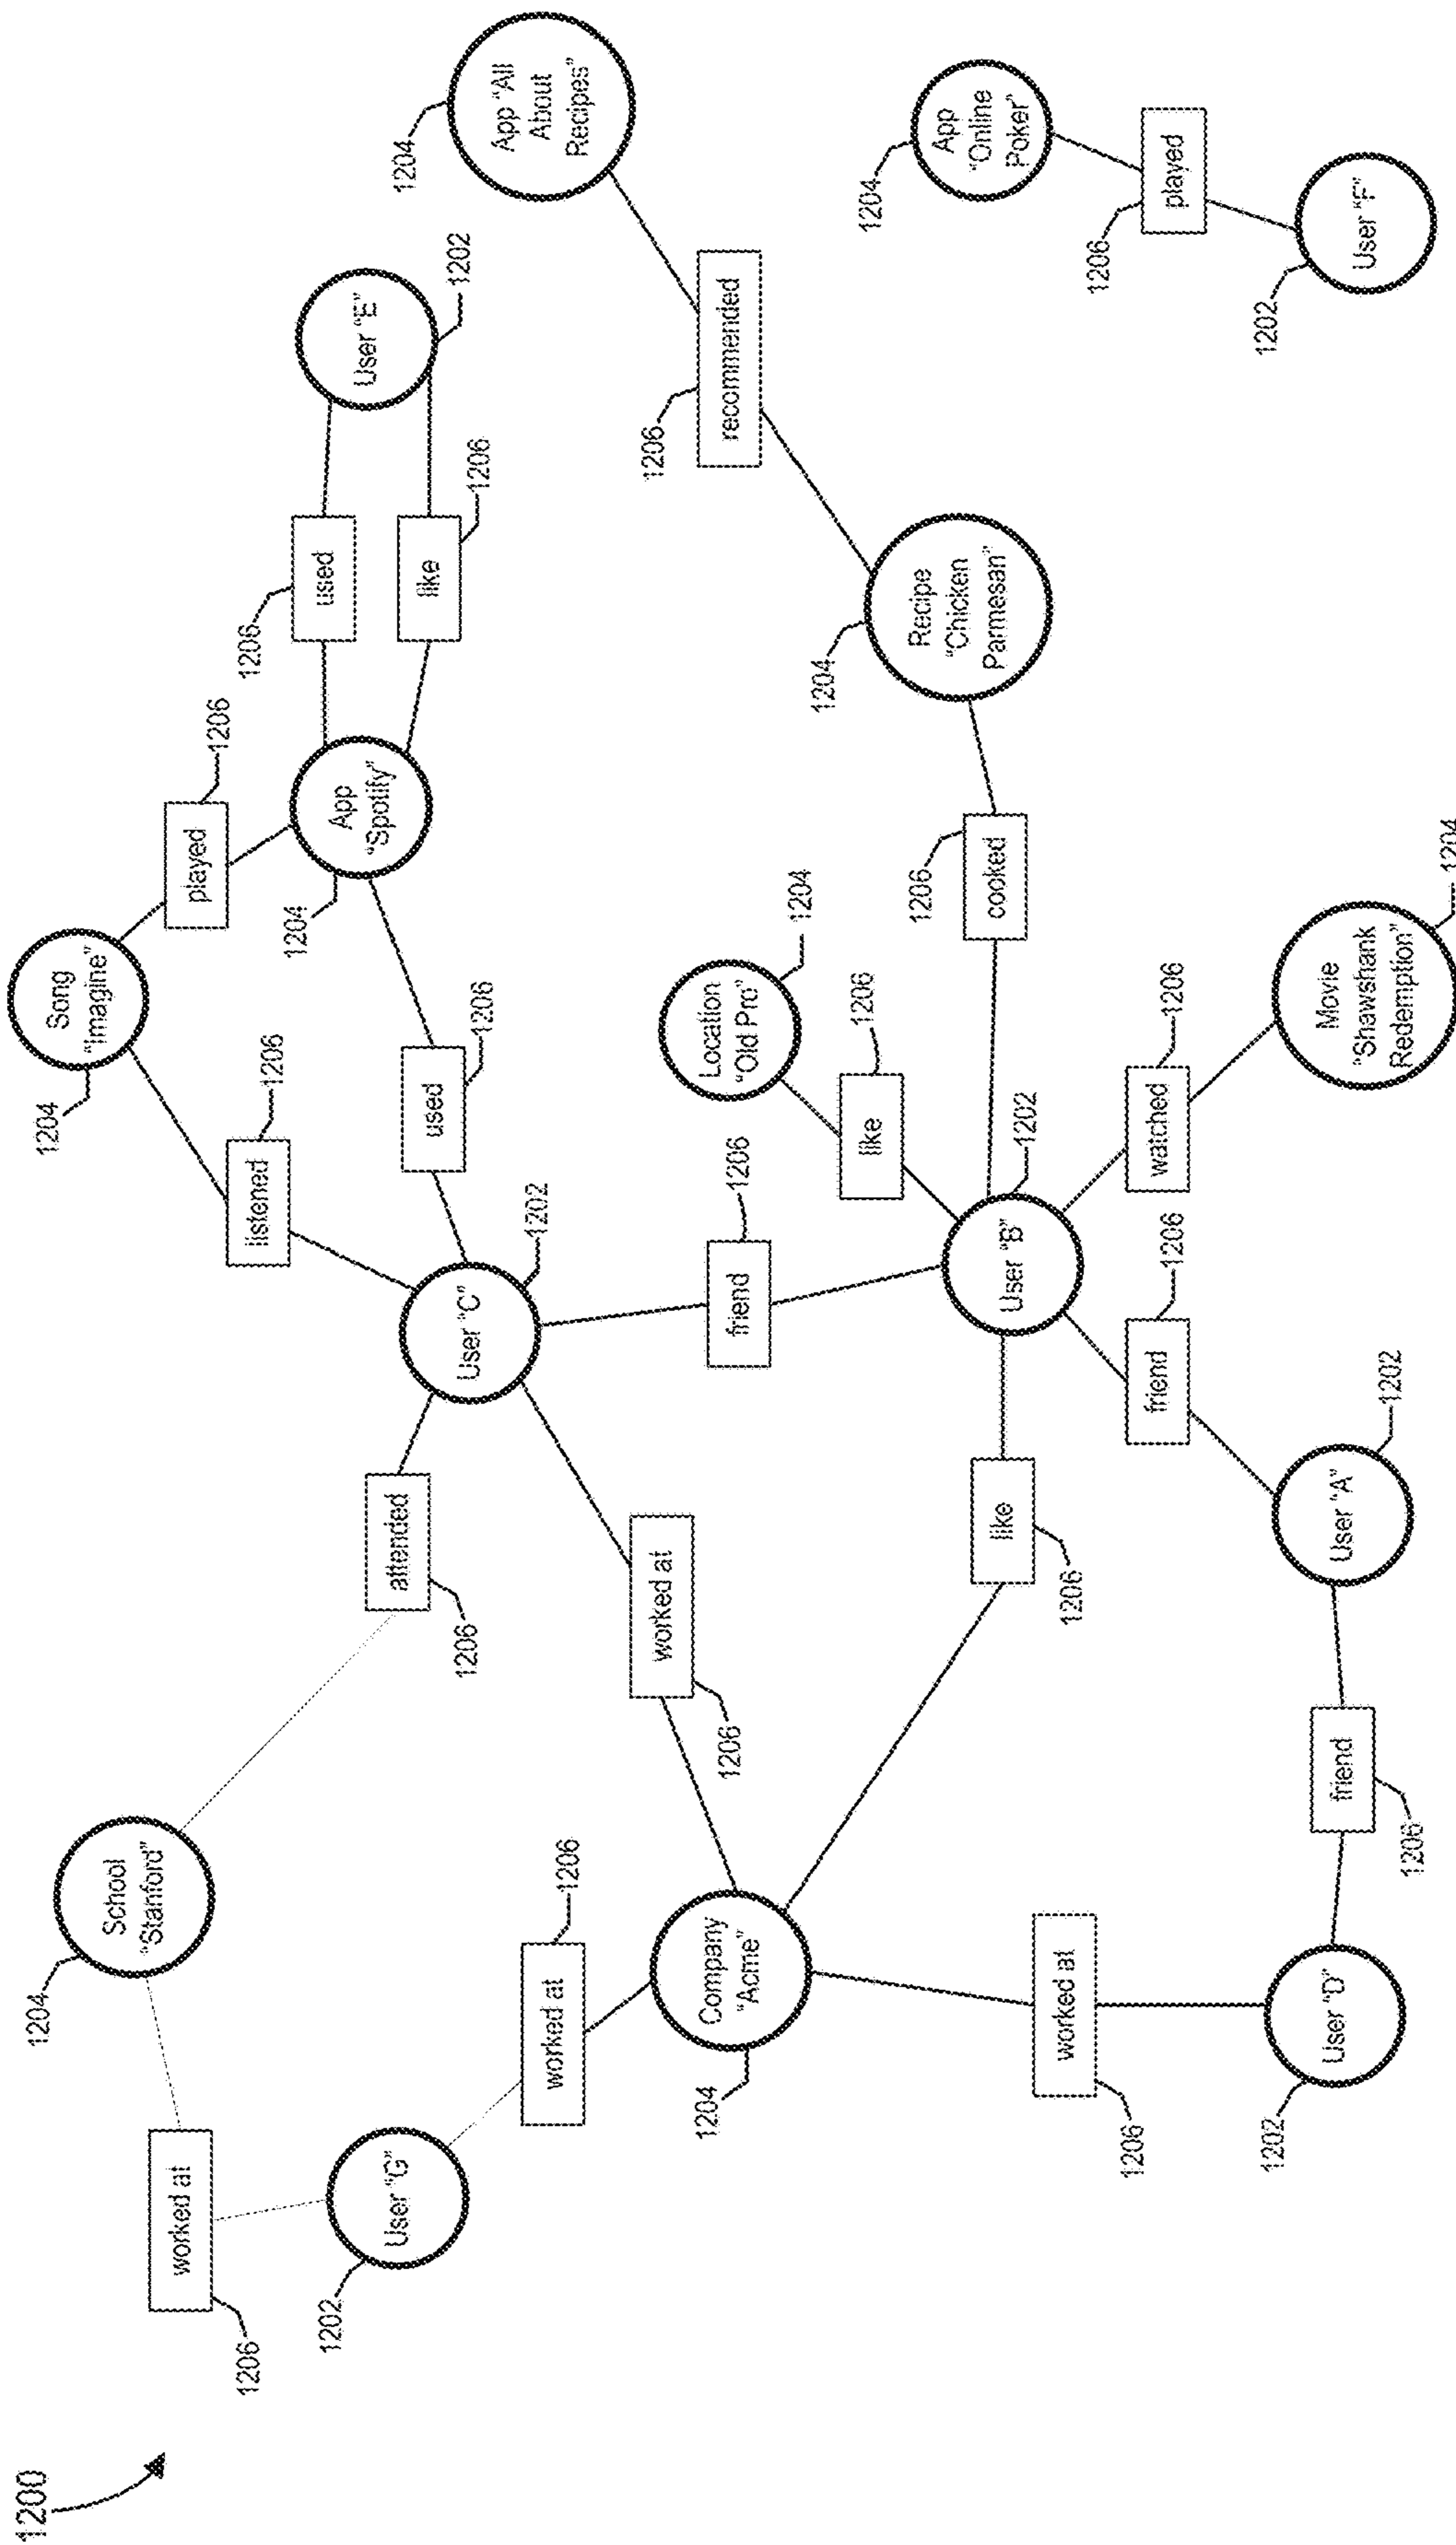 1200
1204
School
"Stanford"
1204
Song
"Imagine"
1206
played
1206
worked at
1206
attended
1206
listened
1206
used
1206
User "E"
1202
App "All
About
Recipes"
1204
1202
User "G"
1206
User "C"
1202
used
1206
App
"Spotify"
1204
like
1206
worked at
1206
worked at
1206
friend
1206
Location
"Old Pro"
1204
recommended
1206
Company
"Acme"
1204
like
1206
like
1206
User "B"
1202
cooked
1206
Recipe
"Chicken
Parmesan"
1204
App
"Online
Poker"
1204
worked at
1206
friend
1206
watched
1206
played
1206
User "D"
1202
friend
1206
User "A"
1202
Movie
"Shawshank
Redemption"
1204
User "F"
1202